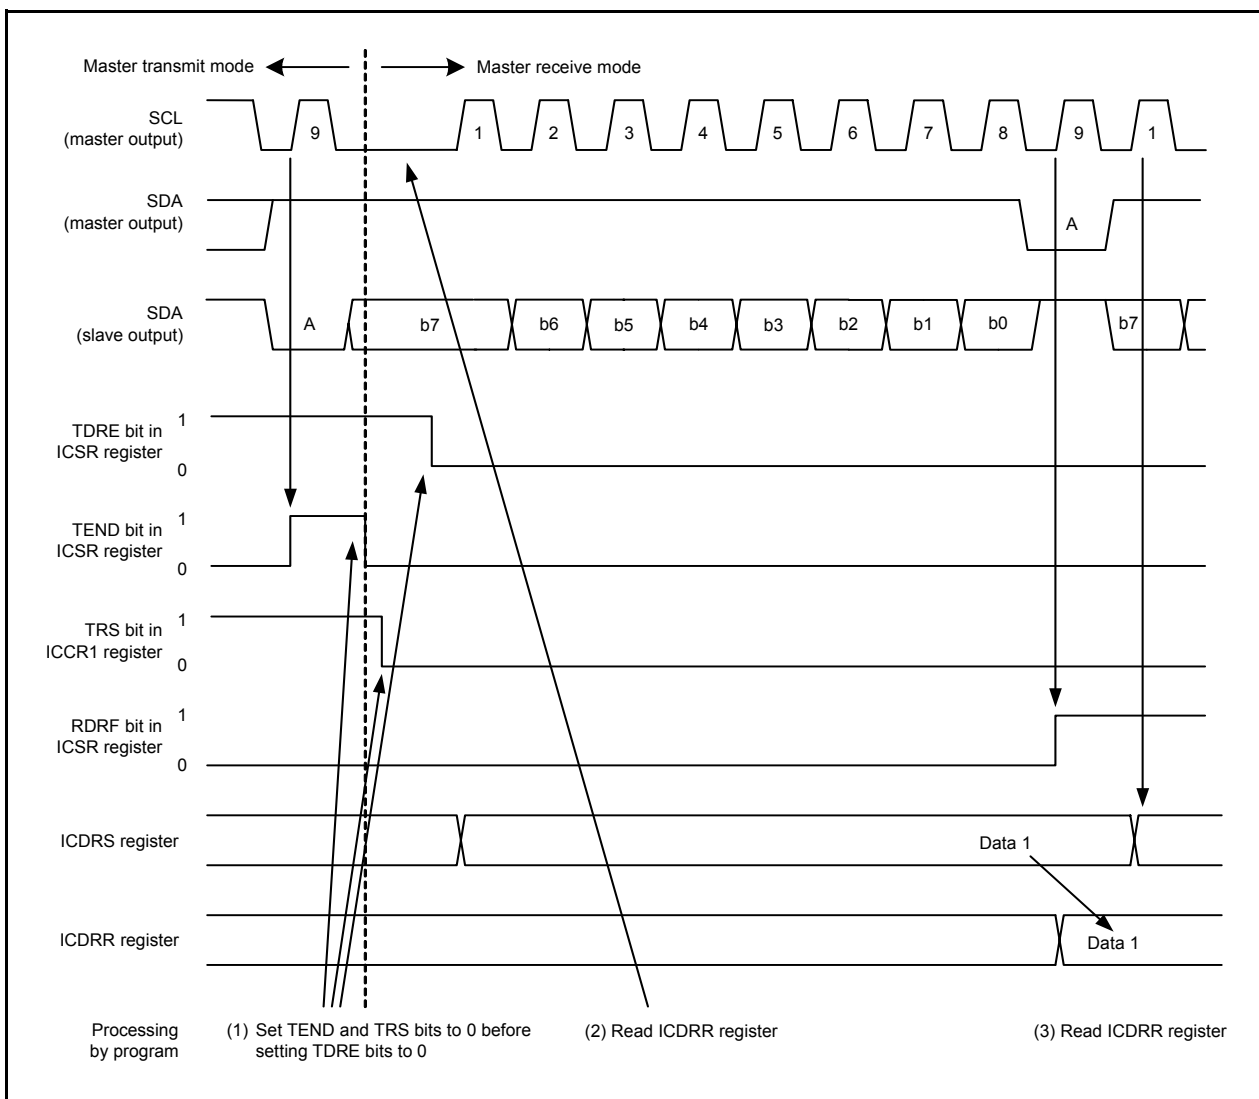 Master transmit mode
Master receive mode
SCL
(master output)
9 1 2 3 4 5 6 7 8 9 1
SDA
(master output)
A
SDA
(slave output)
A b7 b6 b5 b4 b3 b2 b1 b0 b7
TDRE bit in
ICSR register
1
0
TEND bit in
ICSR register
1
0
TRS bit in
ICCR1 register
1
0
RDRF bit in
ICSR register
1
0
ICDRS register
Data 1
ICDRR register
Data 1
Processing
by program
(1) Set TEND and TRS bits to 0 before
setting TDRE bits to 0
(2) Read ICDRR register
(3) Read ICDRR register